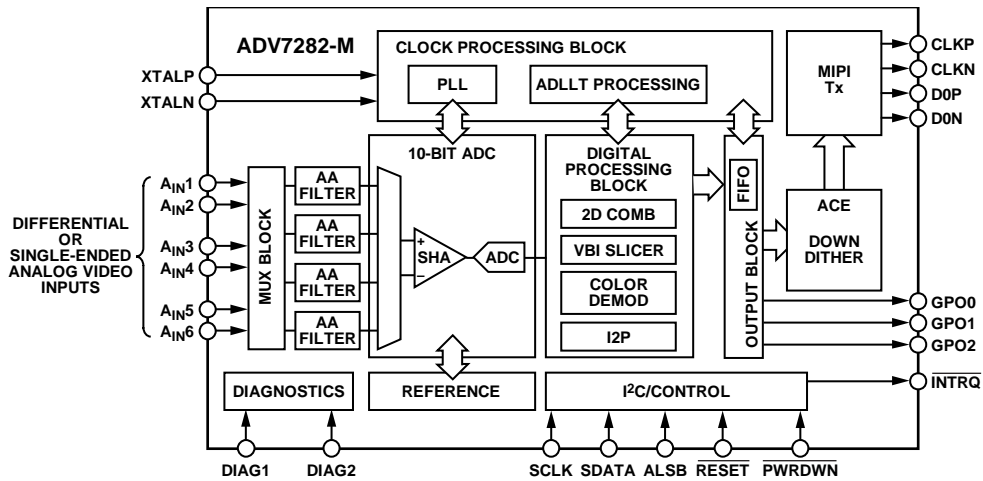 ADV7282-M
CLOCK PROCESSING BLOCK
PLL
ADLLT PROCESSING
XTALP
XTALN
MIPI
Tx
CLKP
CLKN
D0P
D0N
10-BIT ADC
DIGITAL
PROCESSING
BLOCK
2D COMB
VBI SLICER
COLOR
DEMOD
I2P
FIFO
OUTPUT BLOCK
ACE
DOWN
DITHER
DIFFERENTIAL
OR
SINGLE-ENDED
ANALOG VIDEO
INPUTS
AIN1
AIN2
AIN3
AIN4
AIN5
AIN6
MUX BLOCK
AA
FILTER
AA
FILTER
AA
FILTER
AA
FILTER
+
SHA
–
ADC
GPO0
GPO1
GPO2
INTRQ
DIAGNOSTICS
REFERENCE
I2C/CONTROL
DIAG1
DIAG2
SCLK
SDATA
ALSB
RESET
PWRDWN